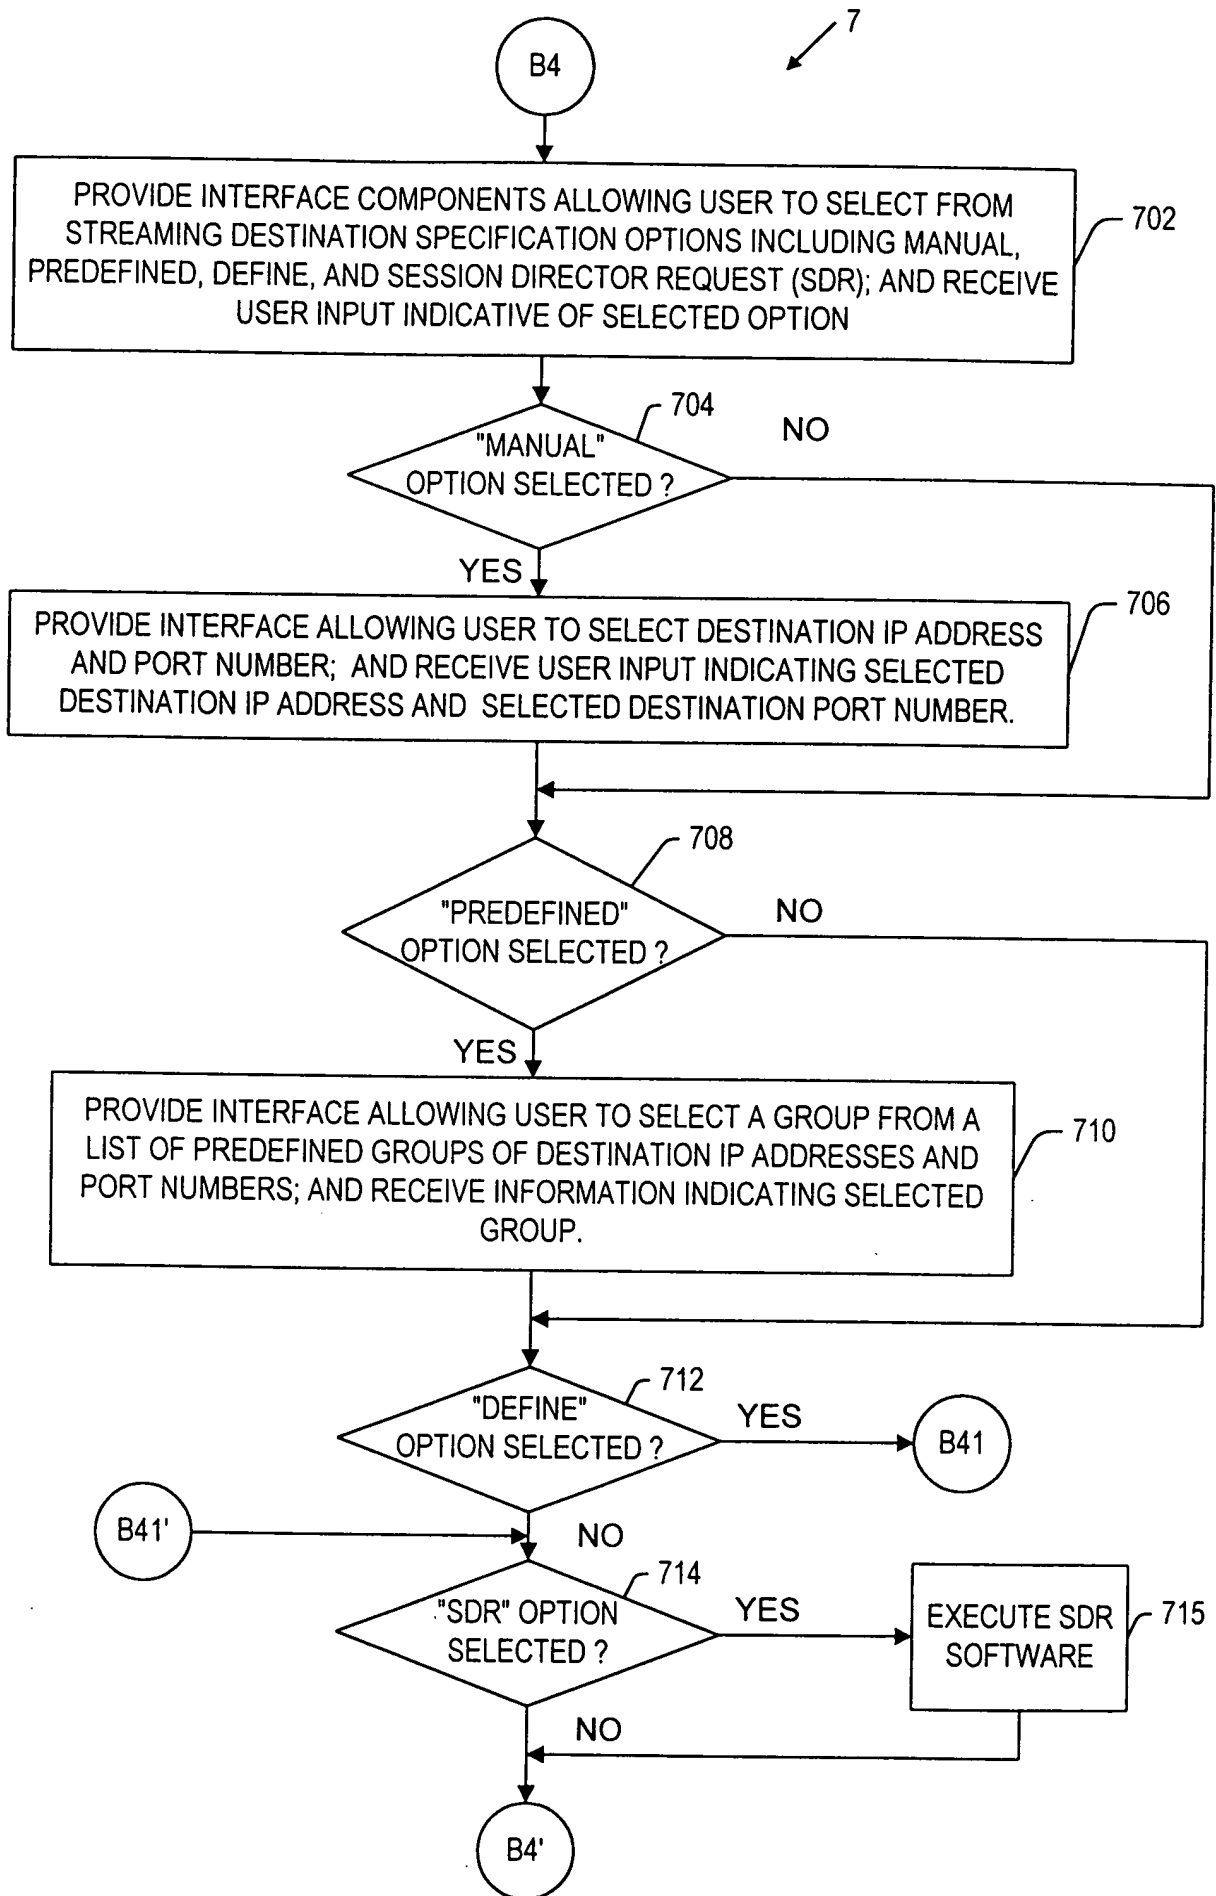 7
B4
PROVIDE INTERFACE COMPONENTS ALLOWING USER TO SELECT FROM
STREAMING DESTINATION SPECIFICATION OPTIONS INCLUDING MANUAL,
PREDEFINED, DEFINE, AND SESSION DIRECTOR REQUEST (SDR); AND RECEIVE
USER INPUT INDICATIVE OF SELECTED OPTION
702
704
NO
"MANUAL"
OPTION SELECTED ?
YES
706
PROVIDE INTERFACE ALLOWING USER TO SELECT DESTINATION IP ADDRESS
AND PORT NUMBER; AND RECEIVE USER INPUT INDICATING SELECTED
DESTINATION IP ADDRESS AND SELECTED DESTINATION PORT NUMBER.
708
"PREDEFINED"
OPTION SELECTED ?
NO
YES
PROVIDE INTERFACE ALLOWING USER TO SELECT A GROUP FROM A
LIST OF PREDEFINED GROUPS OF DESTINATION IP ADDRESSES AND
PORT NUMBERS; AND RECEIVE INFORMATION INDICATING SELECTED
GROUP.
710
712
"DEFINE"
OPTION SELECTED ?
YES
B41
B41'
NO
714
"SDR" OPTION
SELECTED ?
YES
EXECUTE SDR
SOFTWARE
715
NO
B4'